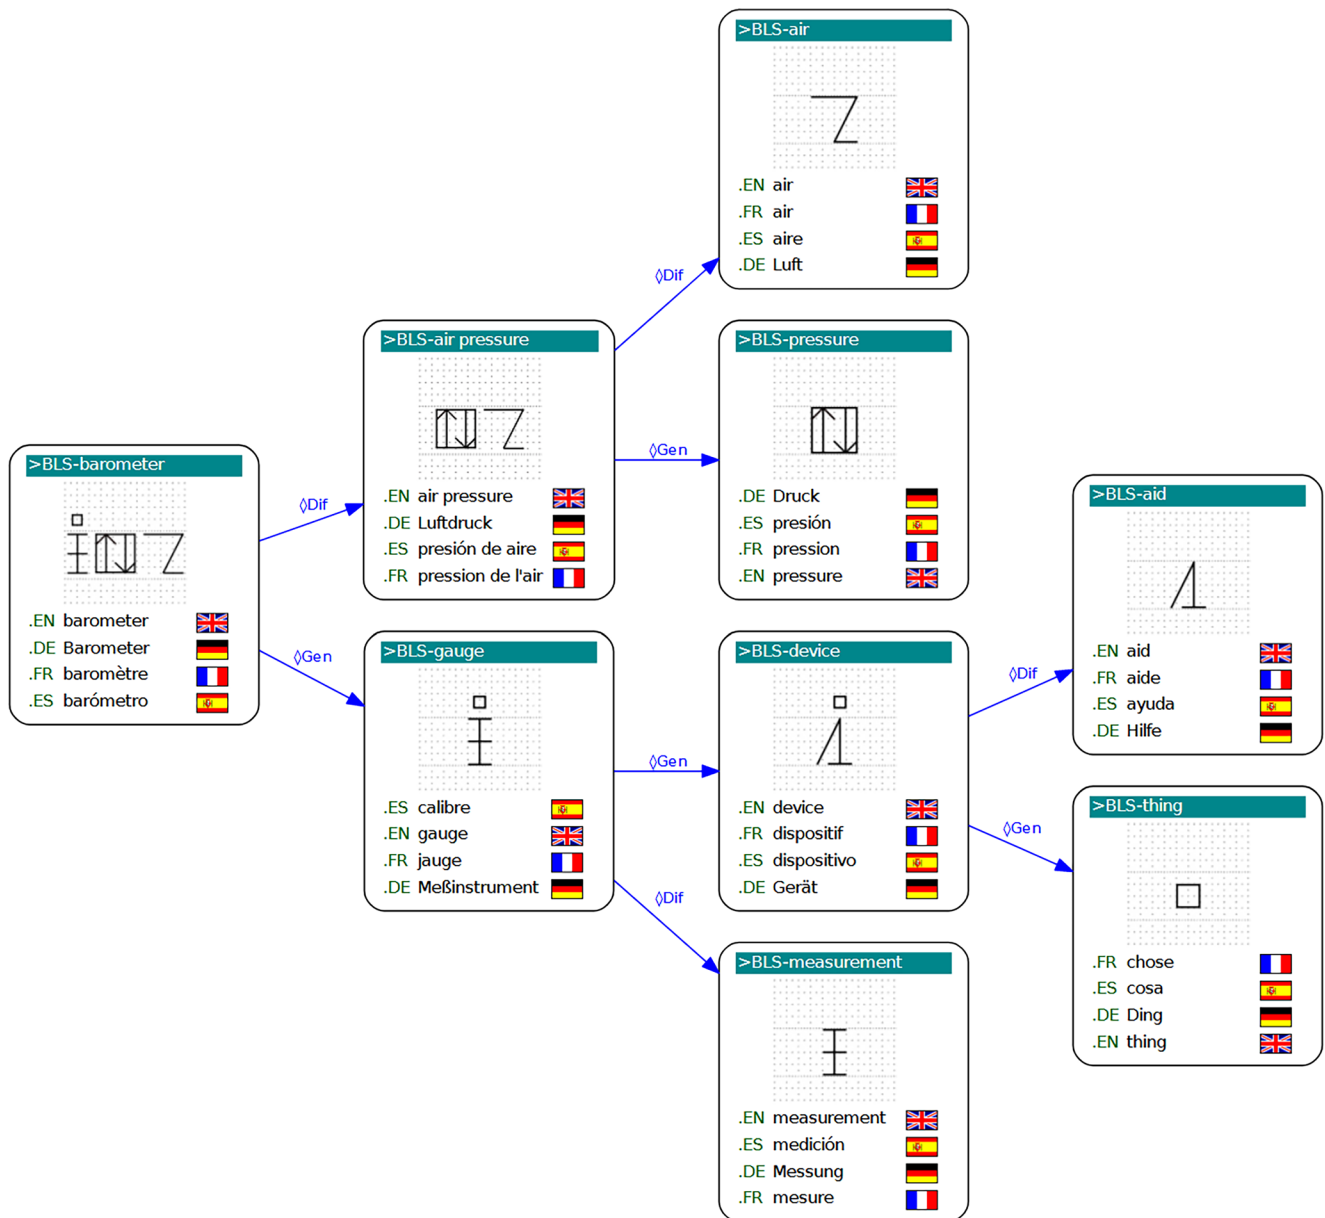 >BLS-air
.EN air
.FR air
.ES aire
.DE Luft
◊Dif
>BLS-air pressure
.EN air pressure
.DE Luftdruck
.ES presión de aire
.FR pression de l'air
◊Gen
>BLS-pressure
.DE Druck
.ES presión
.FR pression
.EN pressure
>BLS-barometer
.EN barometer
.DE Barometer
.FR baromètre
.ES barómetro
◊Dif
◊Gen
>BLS-gauge
.ES calibre
.EN gauge
.FR jauge
.DE Meßinstrument
◊Gen
◊Dif
>BLS-device
.EN device
.FR dispositif
.ES dispositivo
.DE Gerät
◊Dif
◊Gen
>BLS-aid
.EN aid
.FR aide
.ES ayuda
.DE Hilfe
>BLS-thing
.FR chose
.ES cosa
.DE Ding
.EN thing
>BLS-measurement
.EN measurement
.ES medición
.DE Messung
.FR mesure